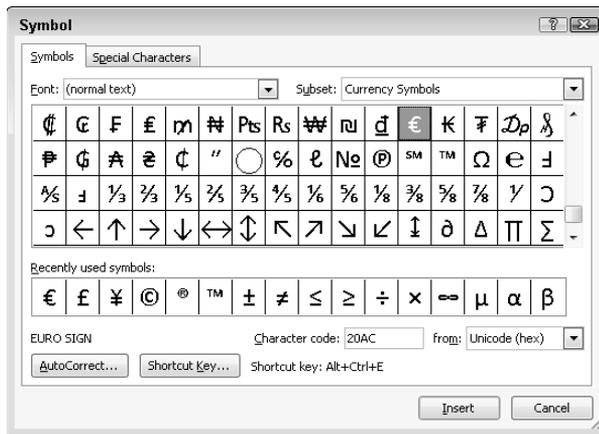 Symbol
Symbols Special Characters
Font: (normal text) Subset: Currency Symbols
₡ ₢ ₣ ₤ ₥ ₦ ₧ ₨ ₩ ₪ ₫ € ₭ ₮ ₯ ₰
₱ ₲ ₳ ₴ ₵ 〃 ◯ ℅ ℓ № ℗ ℠ ™ Ω ℮ Ⅎ
⅍ ⅎ ⅓ ⅔ ⅕ ⅖ ⅗ ⅘ ⅙ ⅚ ⅛ ⅜ ⅝ ⅞ ⅟ Ↄ
ↄ ← ↑ → ↓ ↔ ↕ ↖ ↗ ↘ ↙ ↨ ∂ ∆ ∏ ∑
Recently used symbols:
€ £ ¥ © ® ™ ± ≠ ≤ ≥ ÷ × ∞ µ α β
EURO SIGN Character code: 20AC from: Unicode (hex)
AutoCorrect... Shortcut Key... Shortcut key: Alt+Ctrl+E
Insert Cancel